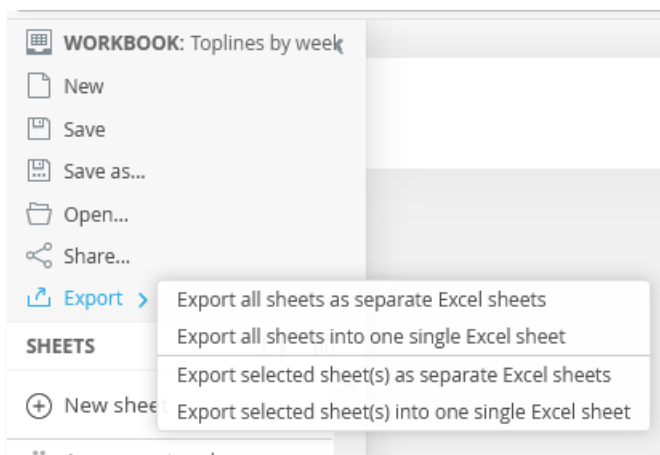 WORKBOOK: Toplines by week
New
Save
Save as...
Open...
Share...
Export
Export all sheets as separate Excel sheets
Export all sheets into one single Excel sheet
SHEETS
Export selected sheet(s) as separate Excel sheets
New shee
Export selected sheet(s) into one single Excel sheet